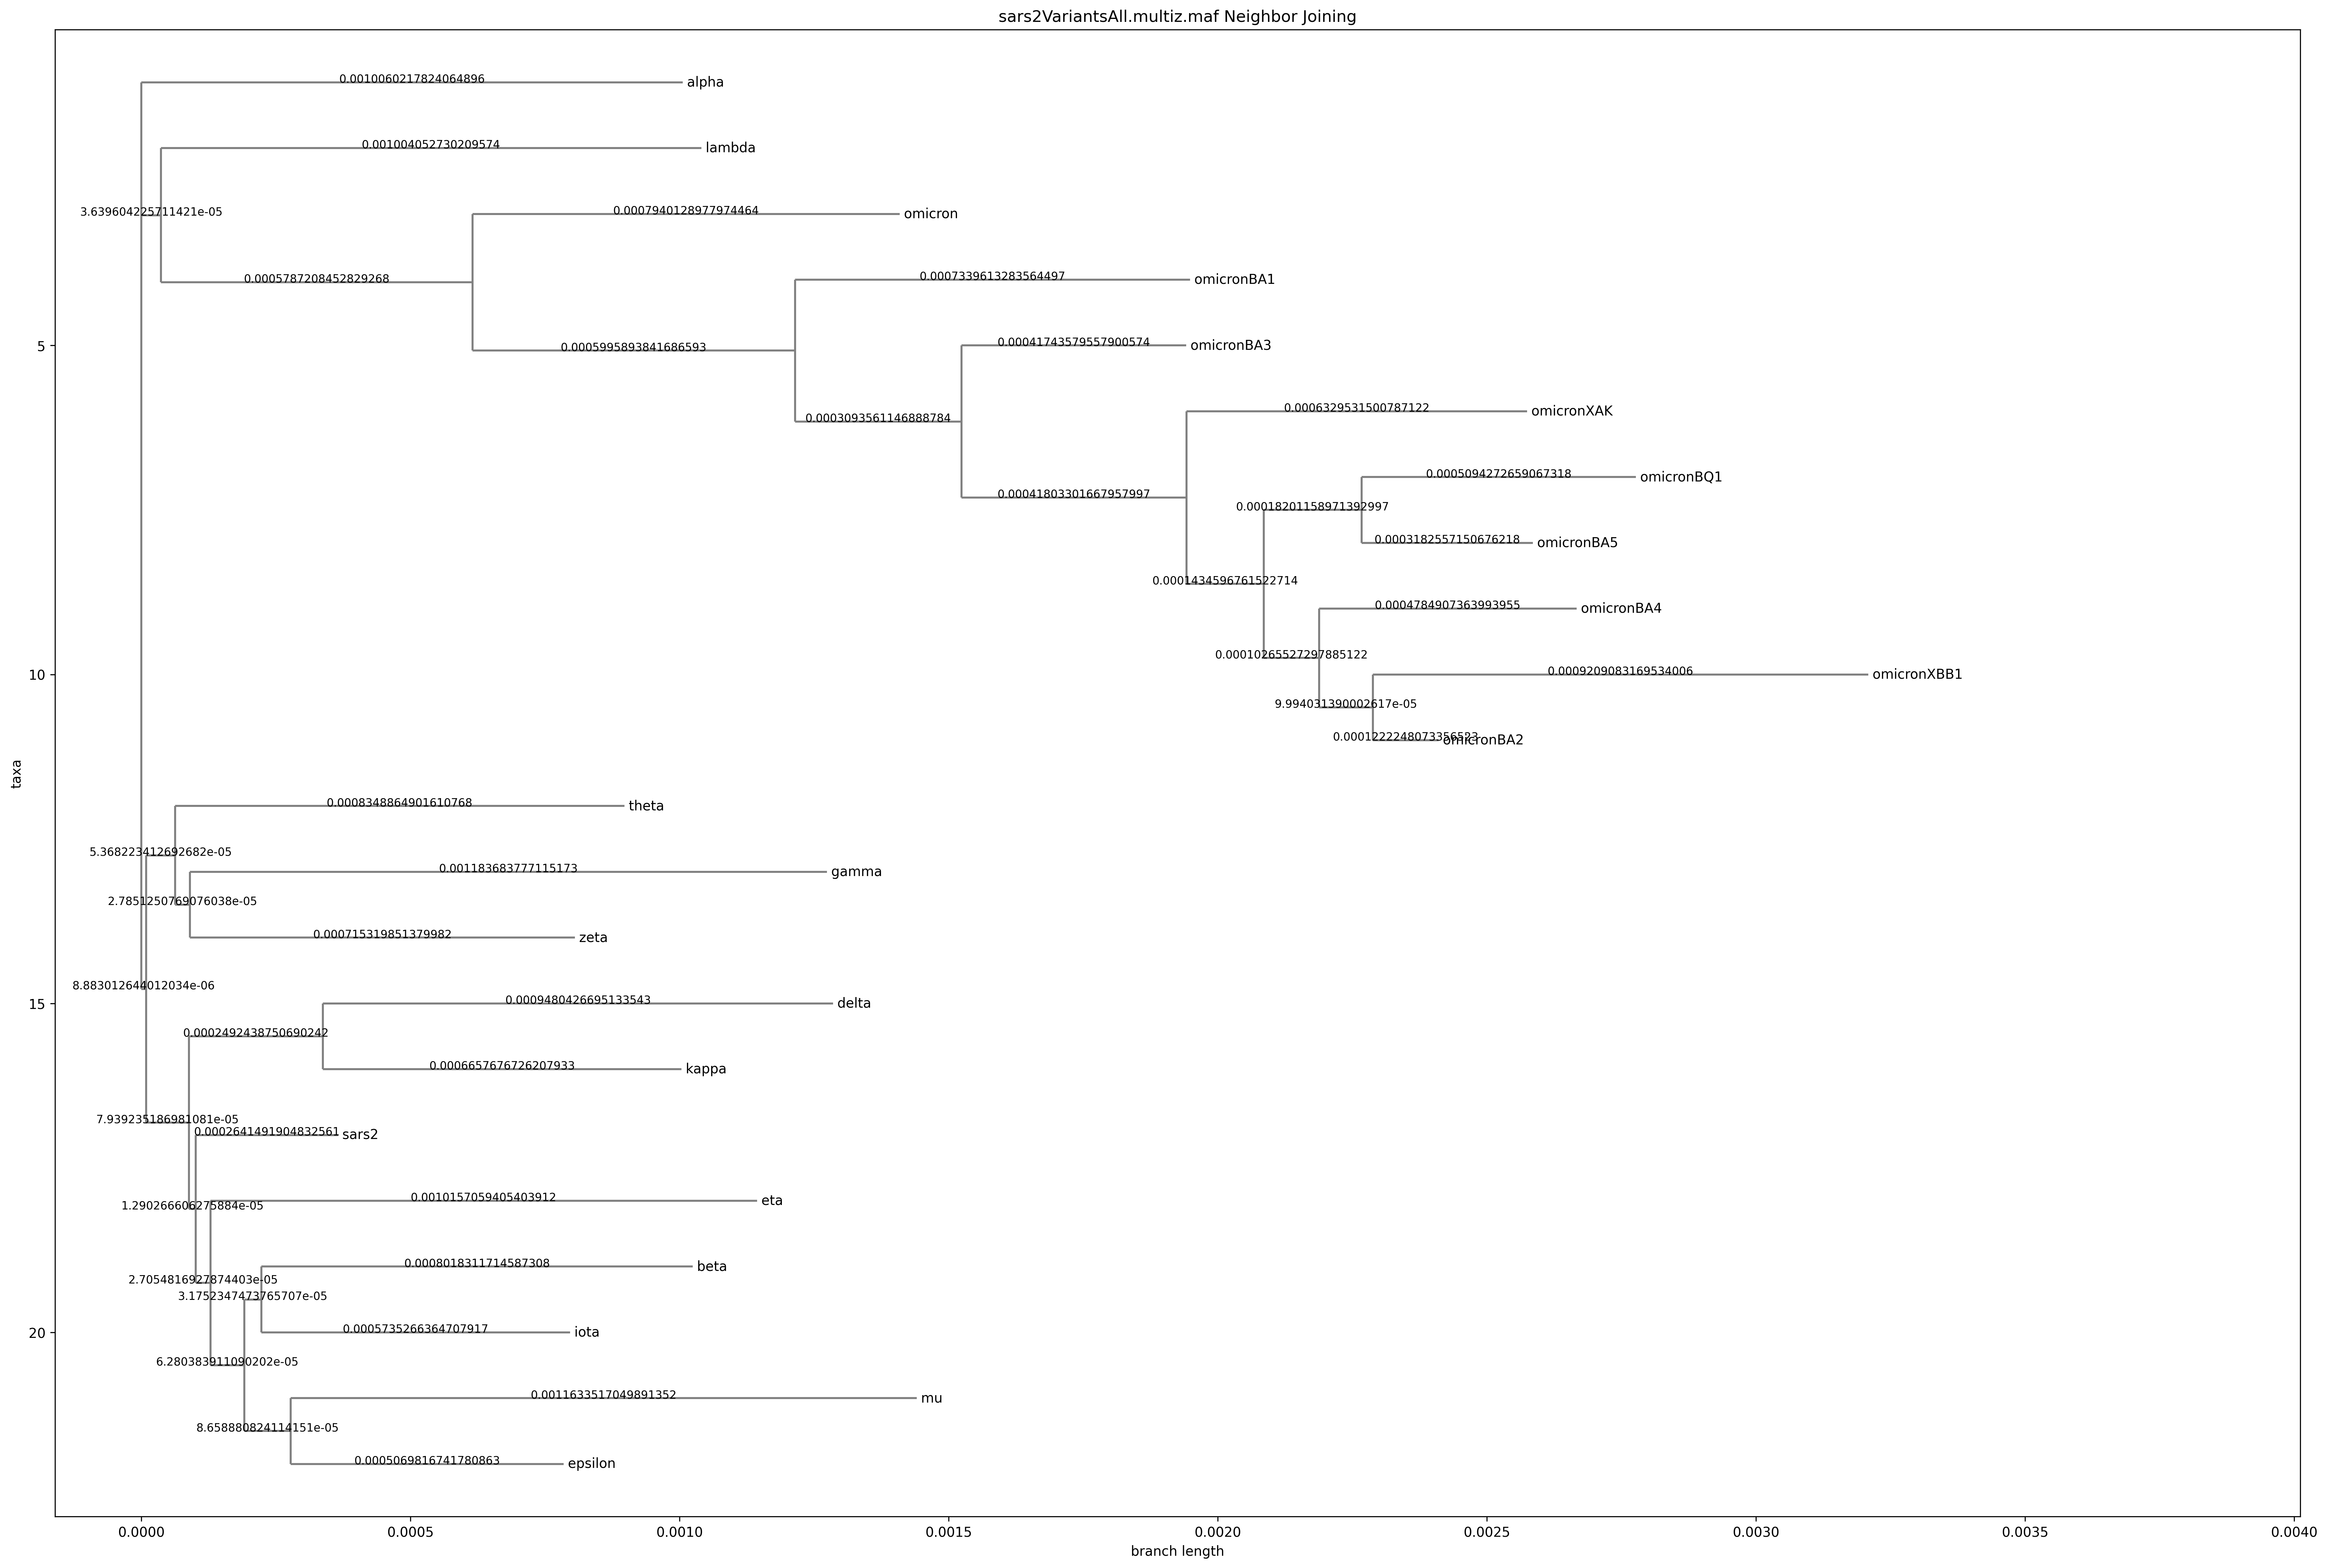 sars2VariantsAll.multiz.maf Neighbor Joining
0.0010060217824064896
alpha
0.001004052730209574
lambda
3.639604225711421e-05
0.0007940128977974464
omicron
0.0005787208452829268
0.0007339613283564497
omicronBA1
0.0005995893841686593
0.00041743579557900574
omicronBA3
5
0.0003093561146888784
0.0006329531500787122
omicronXAK
0.0005094272659067318
omicronBQ1
0.00041803301667957997
0.00018201158971392997
0.0003182557150676218
omicronBA5
0.0001434596761522714
0.0004784907363993955
omicronBA4
0.00010265527297885122
10
0.0009209083169534006
omicronXBB1
9.994031390002617e-05
0.0001222248073356523
omicronBA2
taxa
0.0008348864901610768
theta
5.368223412692682e-05
0.001183683777115173
gamma
2.7851250769076038e-05
0.000715319851379982
zeta
8.883012644012034e-06
15
0.0009480426695133543
delta
0.0002492438750690242
0.0006657676726207933
kappa
7.939235186981081e-05
0.0002641491904832561
sars2
0.0010157059405403912
eta
1.290266606275884e-05
0.0008018311714587308
beta
2.7054816927874403e-05
3.1752347473765707e-05
20
0.0005735266364707917
iota
6.280383911090202e-05
0.0011633517049891352
mu
8.658880824114151e-05
0.0005069816741780863
epsilon
0.0000
0.0005
0.0010
0.0015
0.0020
0.0025
0.0030
0.0035
0.0040
branch length